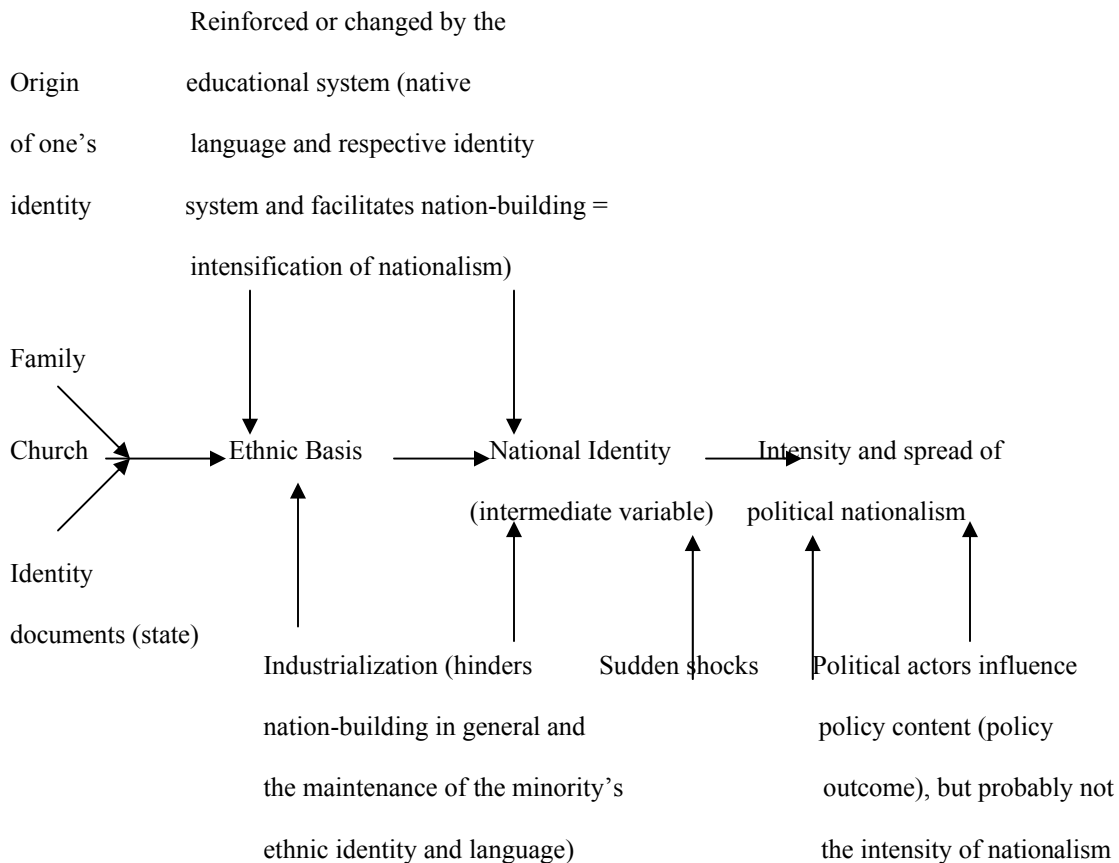 Reinforced or changed by the
Origin educational system (native
of one’s language and respective identity
identity system and facilitates nation-building =
intensification of nationalism)
Family
Church Ethnic Basis National Identity Intensity and spread of
(intermediate variable) political nationalism
Identity
documents (state)
Industrialization (hinders Sudden shocks Political actors influence
nation-building in general and policy content (policy
the maintenance of the minority’s outcome), but probably not
ethnic identity and language) the intensity of nationalism